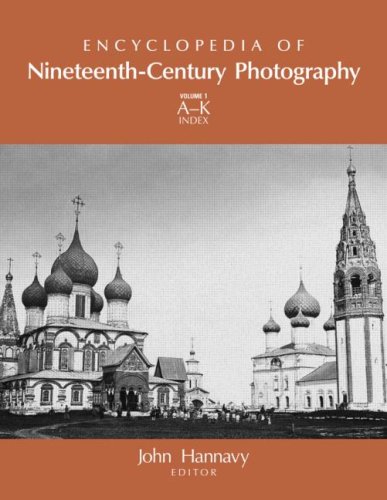 ENCYCLOPEDIA OF
Nineteenth-Century Photography
VOLUME 1
A–K
INDEX
John Hannavy
EDITOR